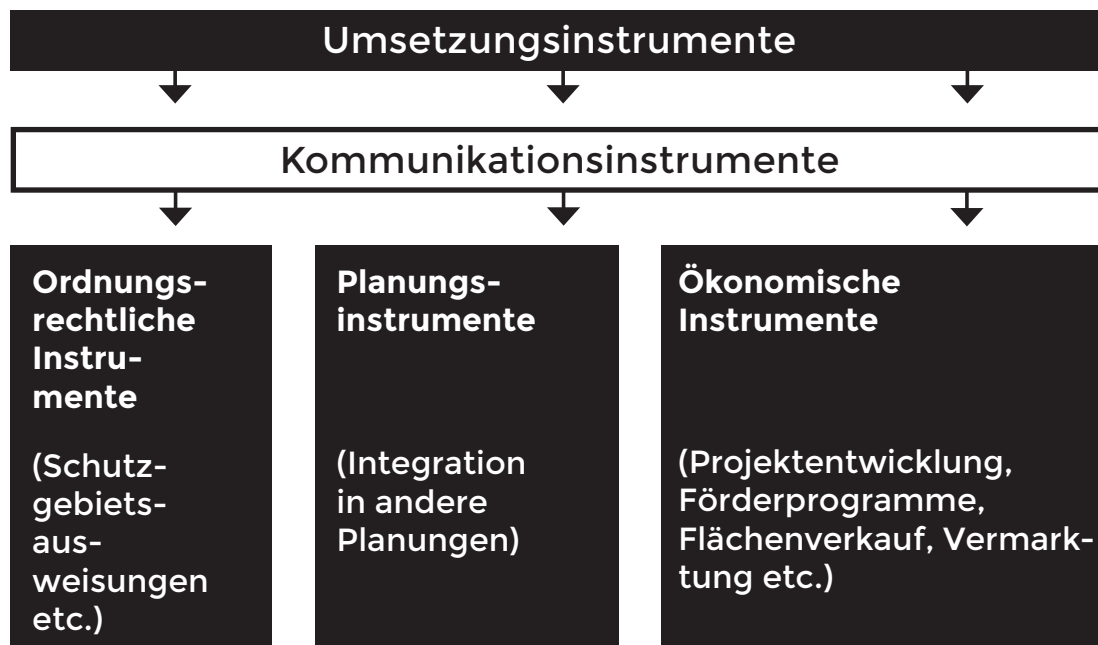 Umsetzungsinstrumente
Kommunikationsinstrumente
Ordnungs-
rechtliche
Instru-
mente
(Schutz-
gebiets-
aus-
weisungen
etc.)
Planungs-
instrumente
(Integration
in andere
Planungen)
Ökonomische
Instrumente
(Projektentwicklung,
Förderprogramme,
Flächenverkauf, Vermark-
tung etc.)